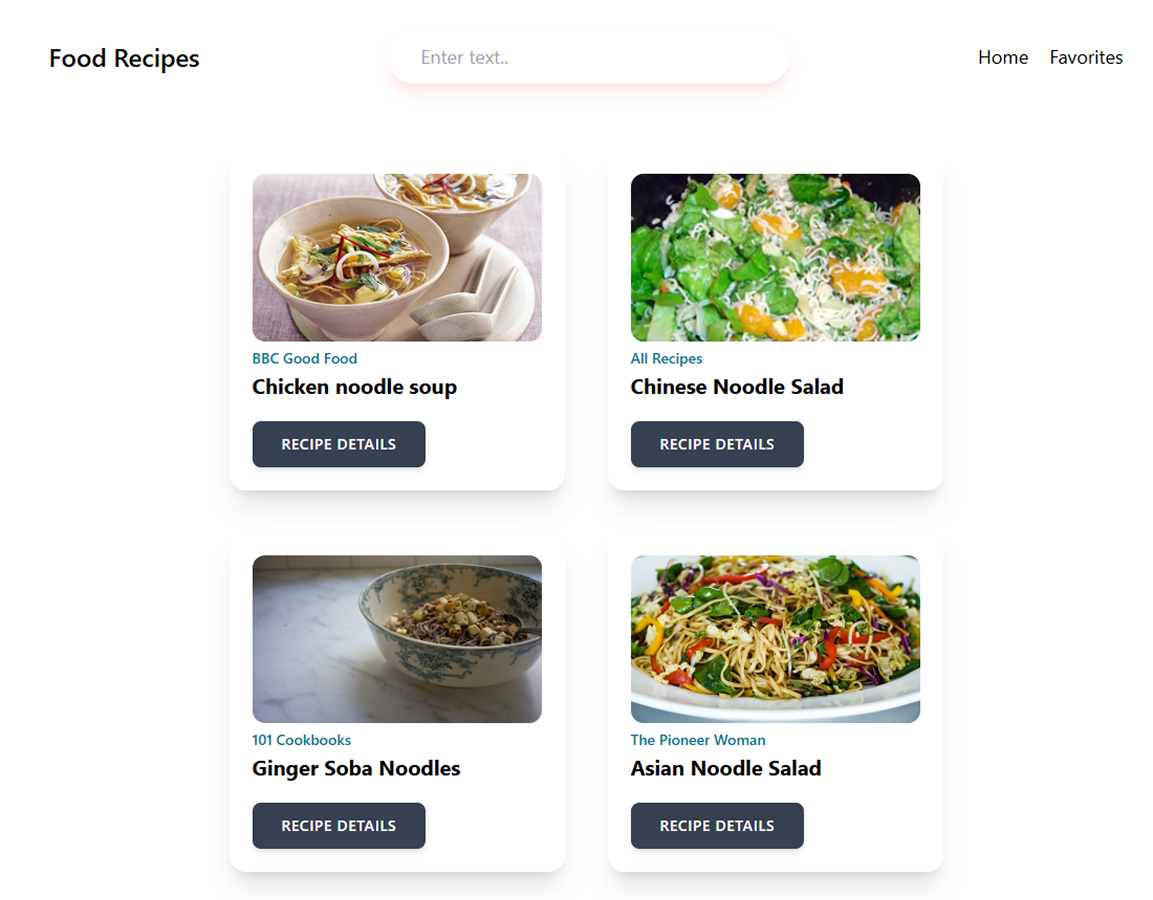 Food Recipes
Enter text..
Home
Favorites
BBC Good Food
Chicken noodle soup
RECIPE DETAILS
All Recipes
Chinese Noodle Salad
RECIPE DETAILS
101 Cookbooks
Ginger Soba Noodles
RECIPE DETAILS
The Pioneer Woman
Asian Noodle Salad
RECIPE DETAILS